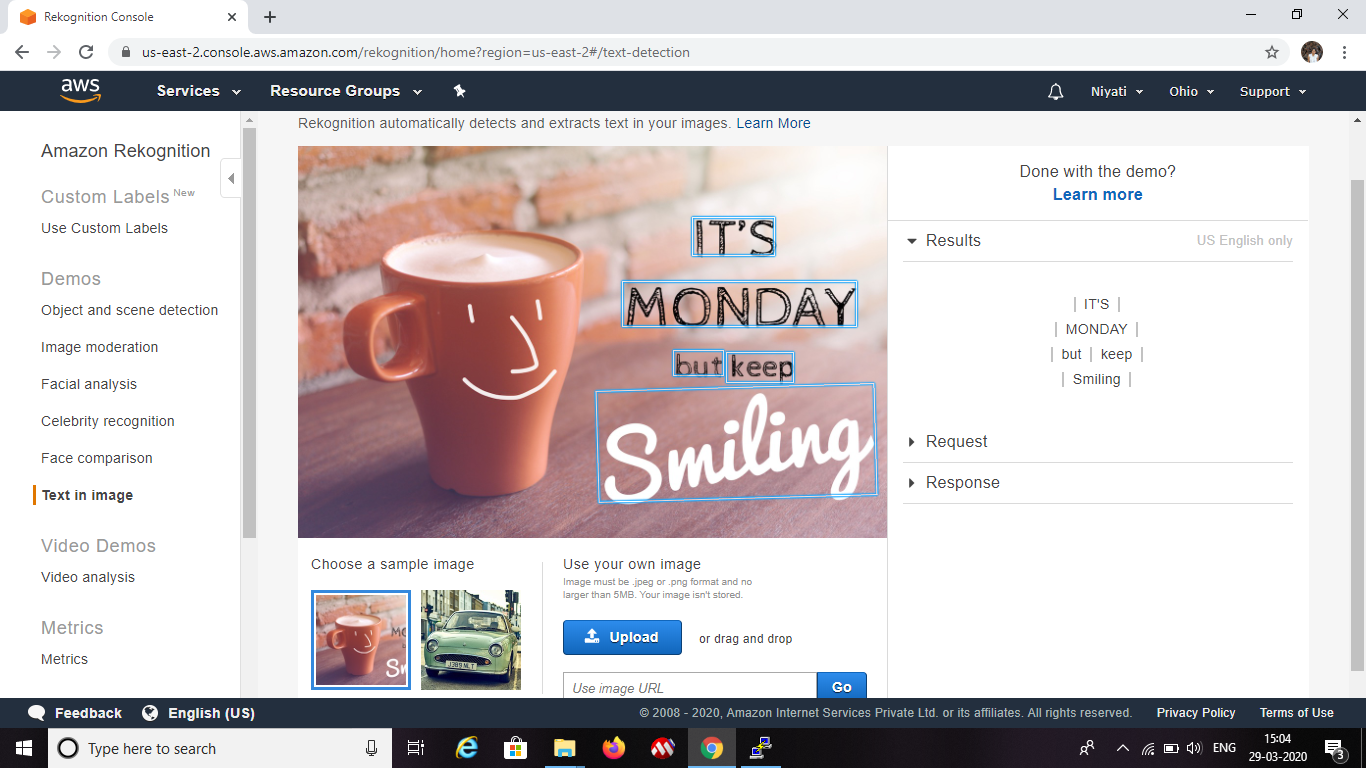 Rekognition Console
us-east-2.console.aws.amazon.com/rekognition/home?region=us-east-2#/text-detection
aws
Services
Resource Groups
Niyati
Ohio
Support
Amazon Rekognition
Custom Labels New
Use Custom Labels
Demos
Object and scene detection
Image moderation
Facial analysis
Celebrity recognition
Face comparison
Text in image
Video Demos
Video analysis
Metrics
Metrics
Rekognition automatically detects and extracts text in your images. Learn More
IT'S
MONDAY
but keep
Smiling
Choose a sample image
J389 NLT
Use your own image
Image must be .jpeg or .png format and no
larger than 5MB. Your image isn't stored.
Upload
or drag and drop
Use image URL
Go
Done with the demo?
Learn more
Results
US English only
| IT'S |
| MONDAY |
| but | keep |
| Smiling |
Request
Response
Feedback
English (US)
© 2008 - 2020, Amazon Internet Services Private Ltd. or its affiliates. All rights reserved.
Privacy Policy
Terms of Use
Type here to search
ENG
15:04
29-03-2020
3